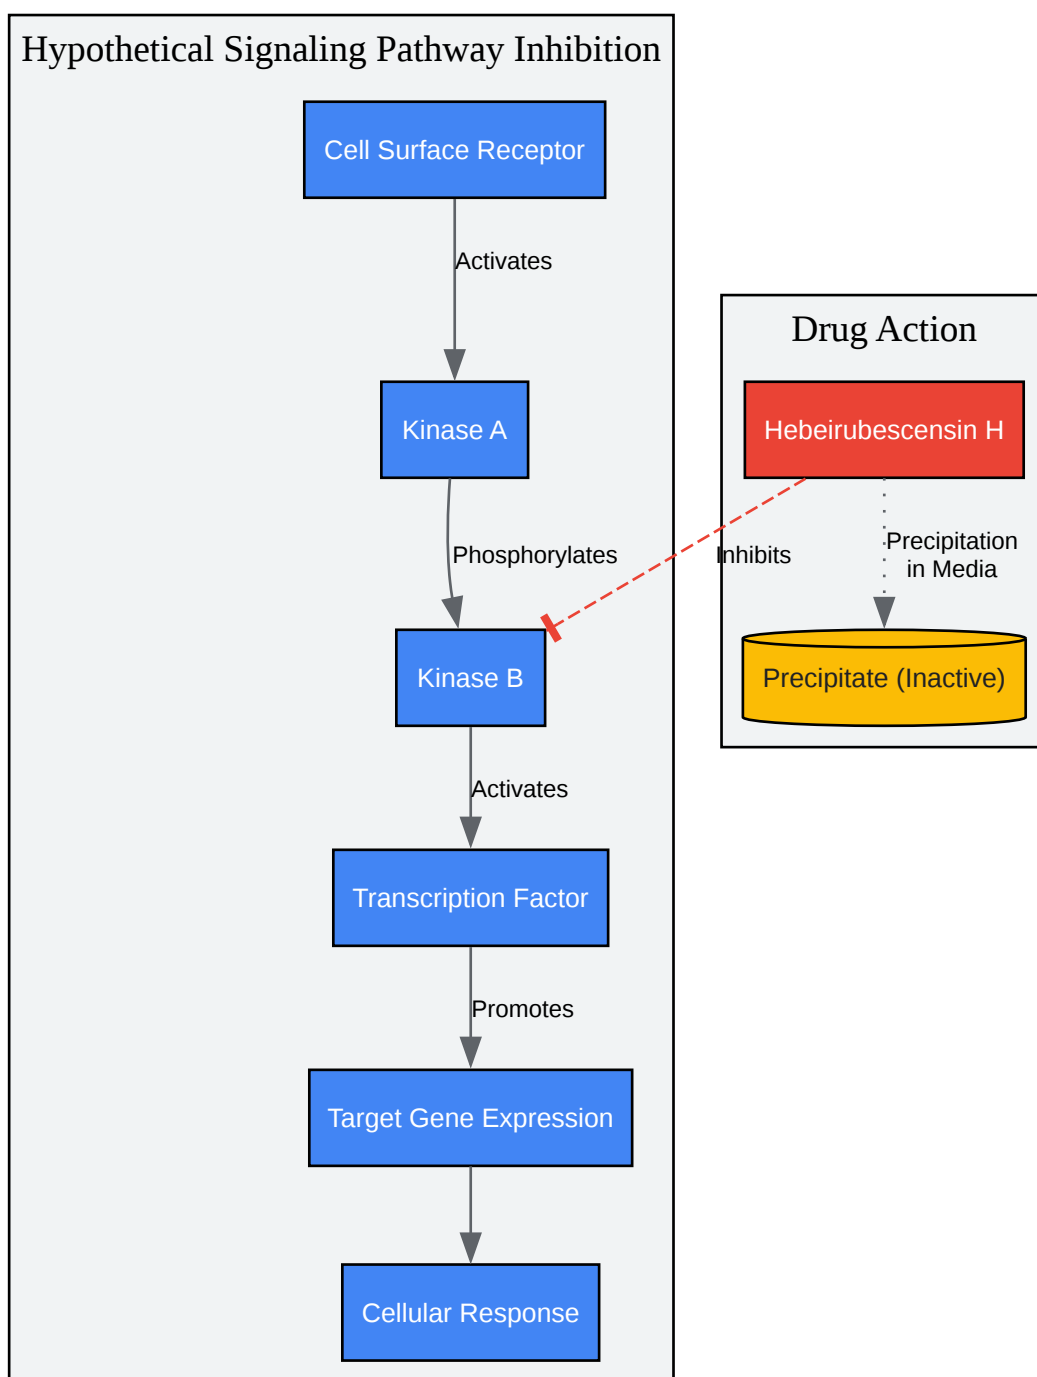 Hypothetical Signaling Pathway Inhibition
Cell Surface Receptor
Activates
Kinase A
Phosphorylates
Kinase B
Activates
Transcription Factor
Promotes
Target Gene Expression
Cellular Response
Drug Action
Hebeirubescensin H
Inhibits
Precipitation
in Media
Precipitate (Inactive)